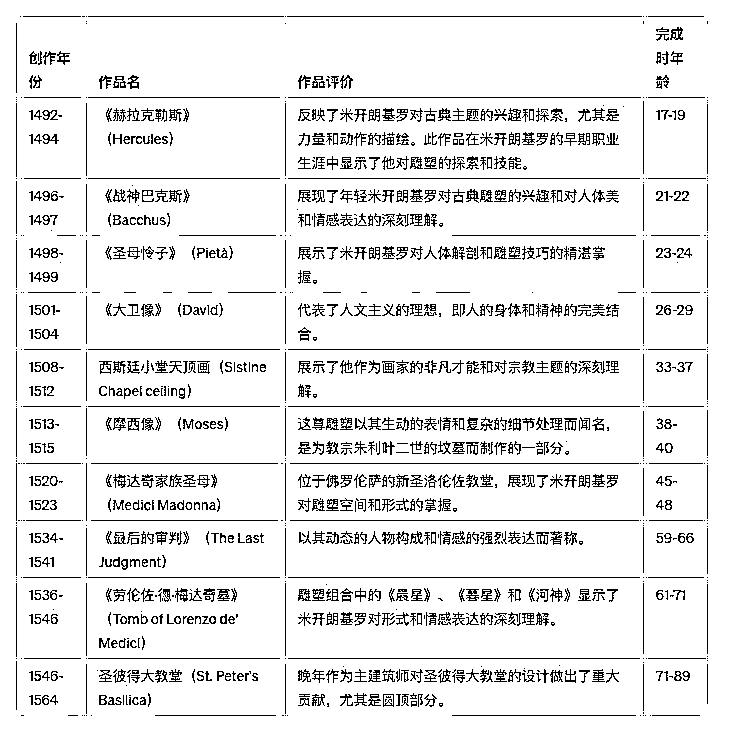 创作年份 作品名 作品评价 完成时年龄
1492-1494 《赫拉克勒斯》（Hercules） 反映了米开朗基罗对古典主题的兴趣和探索，尤其是力量和动作的描绘。此作品在米开朗基罗的早期职业生涯中显示了他对雕塑的探索和技能。 17-19
1496-1497 《战神巴克斯》（Bacchus） 展现了年轻米开朗基罗对古典雕塑的兴趣和对人体美和情感表达的深刻理解。 21-22
1498-1499 《圣母怜子》（Pietà） 展示了米开朗基罗对人体解剖和雕塑技巧的精湛掌握。 23-24
1501-1504 《大卫像》（David） 代表了人文主义的理想，即人的身体和精神的完美结合。 26-29
1508-1512 西斯廷小堂天顶画（Sistine Chapel ceiling） 展示了他作为画家的非凡才能和对宗教主题的深刻理解。 33-37
1513-1515 《摩西像》（Moses） 这尊雕塑以其生动的表情和复杂的细节处理而闻名，是为教宗朱利叶二世的坟墓而制作的一部分。 38-40
1520-1523 《梅达奇家族圣母》（Medici Madonna） 位于佛罗伦萨的新圣洛伦佐教堂，展现了米开朗基罗对雕塑空间和形式的掌握。 45-48
1534-1541 《最后的审判》（The Last Judgment） 以其动态的人物构成和情感的强烈表达而著称。 59-66
1536-1546 《劳伦佐·德·梅达奇墓》（Tomb of Lorenzo de' Medici） 雕塑组合中的《晨星》、《暮星》和《河神》显示了米开朗基罗对形式和情感表达的深刻理解。 61-71
1546-1564 圣彼得大教堂（St. Peter's Basilica） 晚年作为主建筑师对圣彼得大教堂的设计做出了重大贡献，尤其是圆顶部分。 71-89